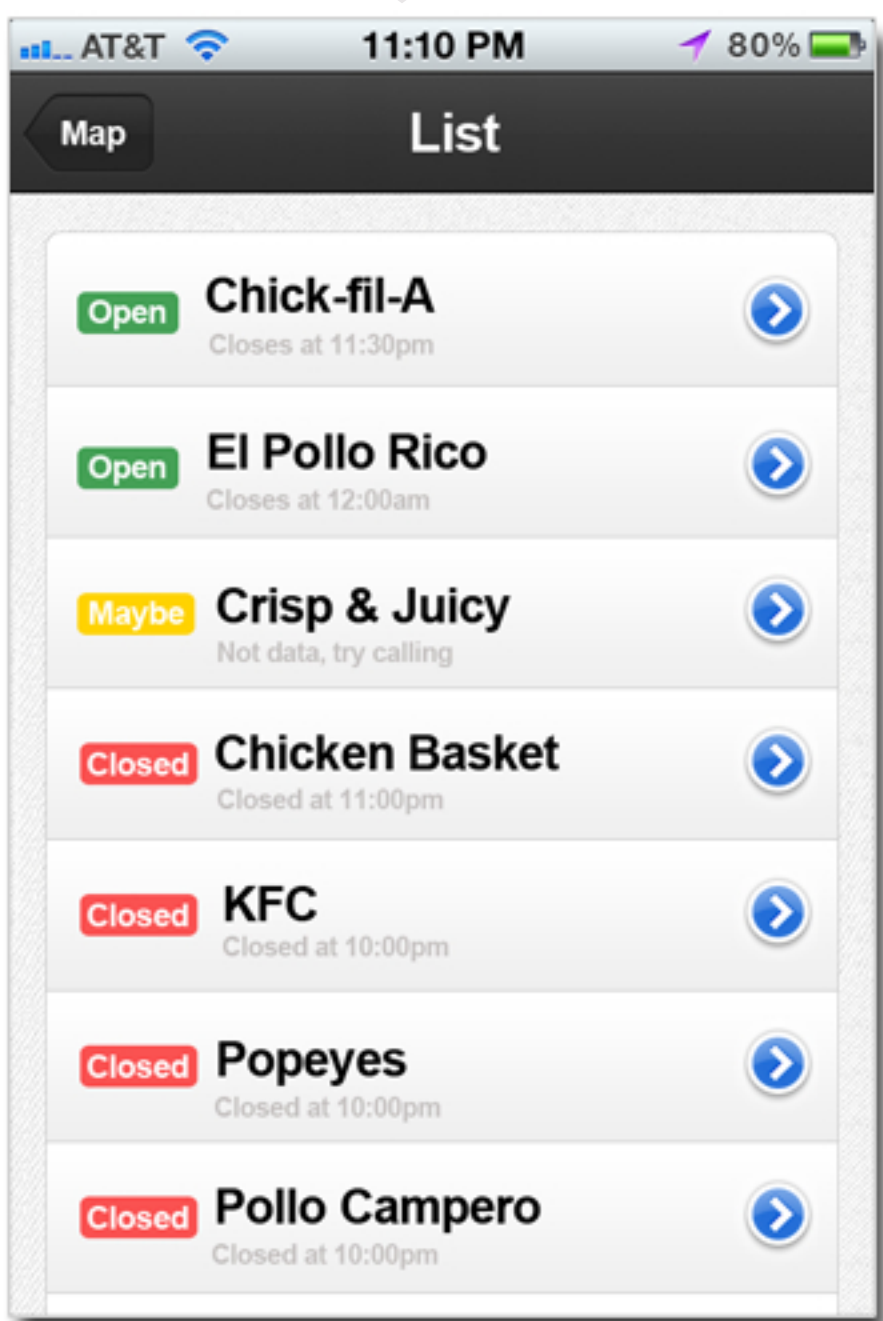 AT&T 11:10 PM 80%
Map List
Open Chick-fil-A
Closes at 11:30pm
Open El Pollo Rico
Closes at 12:00am
Maybe Crisp & Juicy
Not data, try calling
Closed Chicken Basket
Closed at 11:00pm
Closed KFC
Closed at 10:00pm
Closed Popeyes
Closed at 10:00pm
Closed Pollo Campero
Closed at 10:00pm